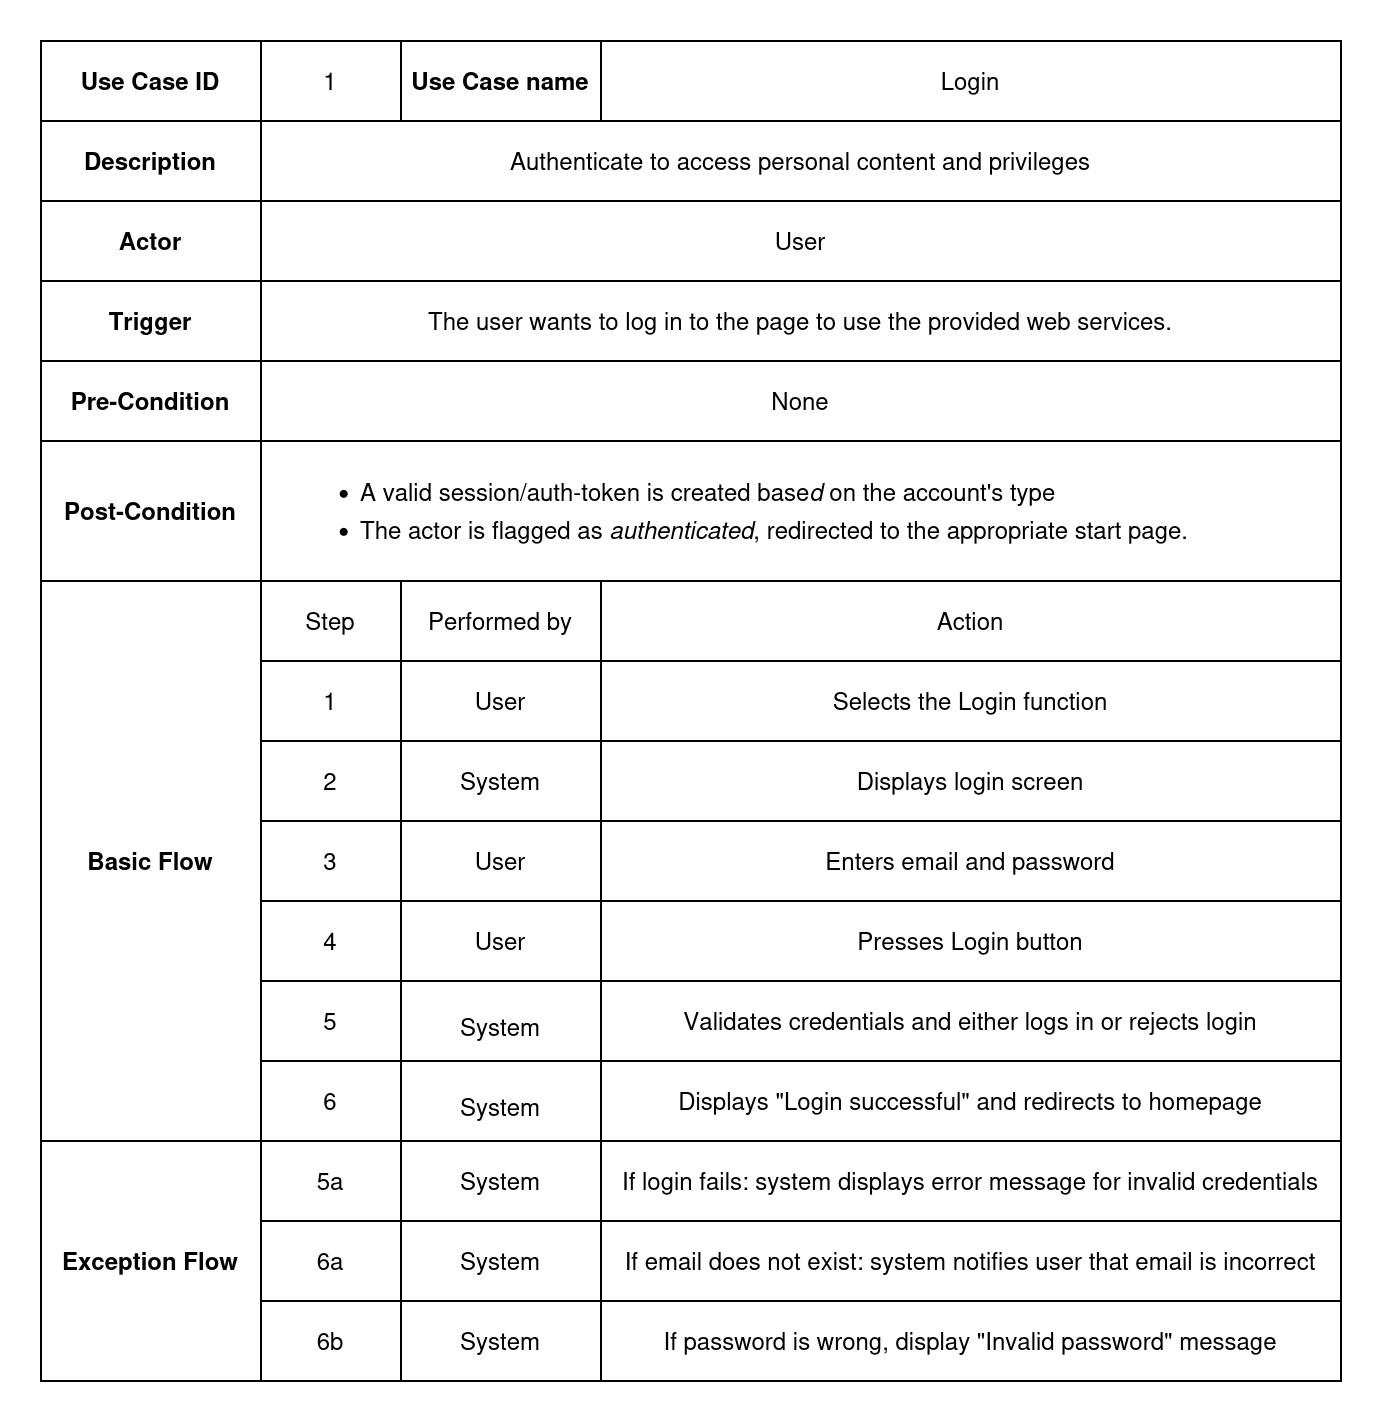 Use Case ID 1 Use Case name Login
Description Authenticate to access personal content and privileges
Actor User
Trigger The user wants to log in to the page to use the provided web services.
Pre-Condition None
Post-Condition
• A valid session/auth-token is created based on the account's type
• The actor is flagged as authenticated, redirected to the appropriate start page.
Basic Flow
Step Performed by Action
1 User Selects the Login function
2 System Displays login screen
3 User Enters email and password
4 User Presses Login button
5 System Validates credentials and either logs in or rejects login
6 System Displays "Login successful" and redirects to homepage
Exception Flow
5a System If login fails: system displays error message for invalid credentials
6a System If email does not exist: system notifies user that email is incorrect
6b System If password is wrong, display "Invalid password" message